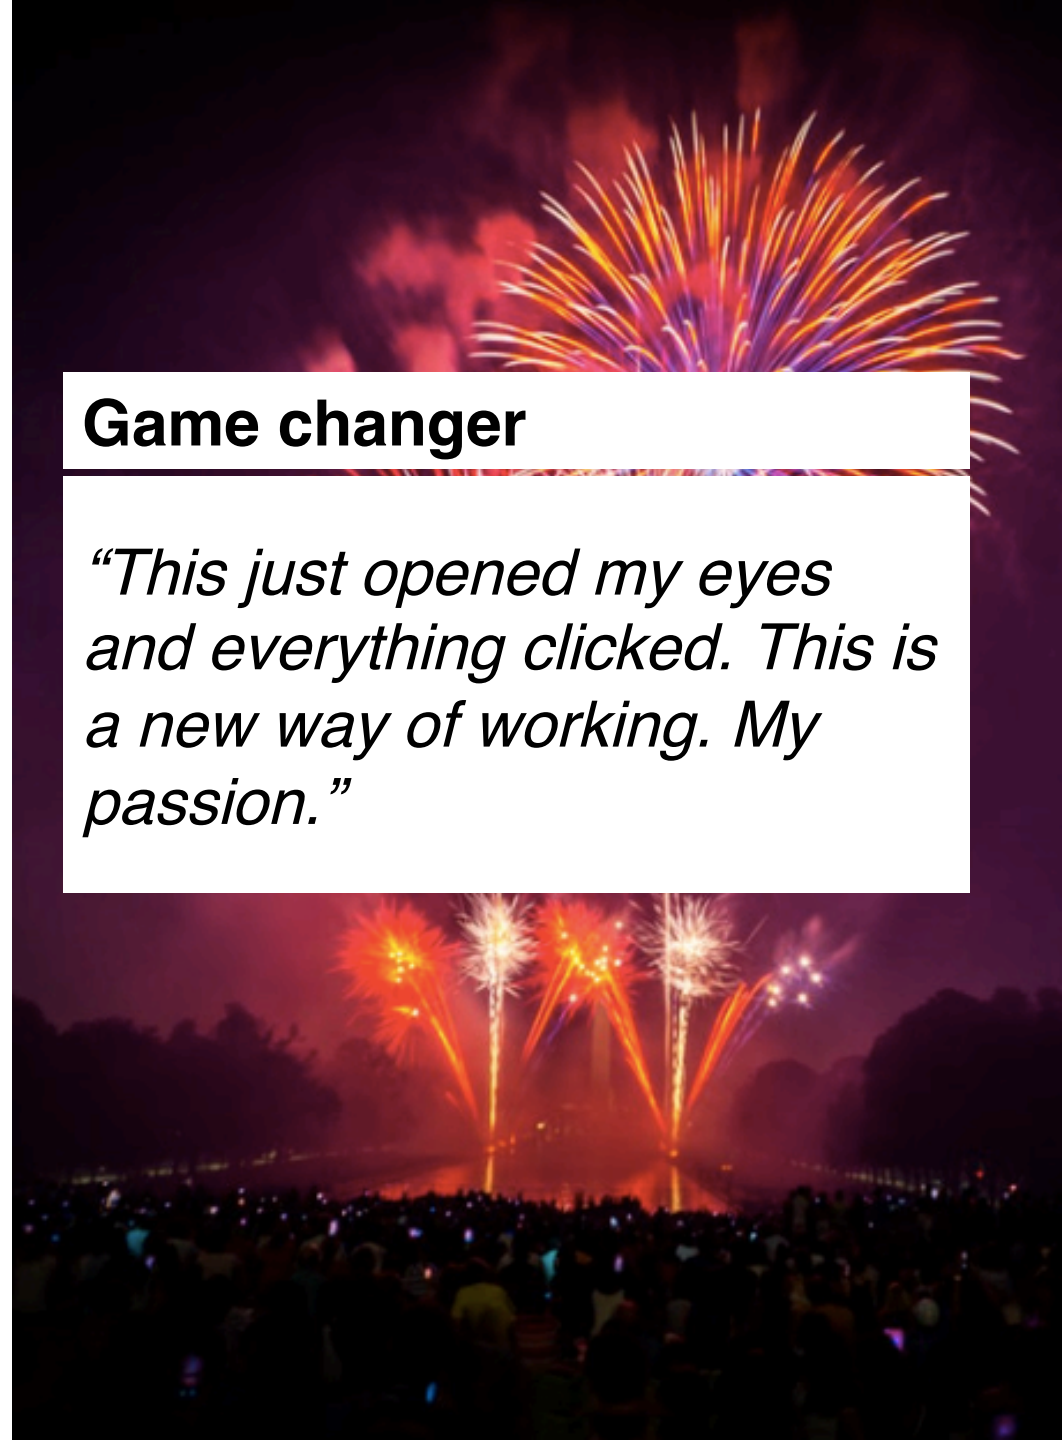 Game changer
“This just opened my eyes
and everything clicked. This is
a new way of working. My
passion.”